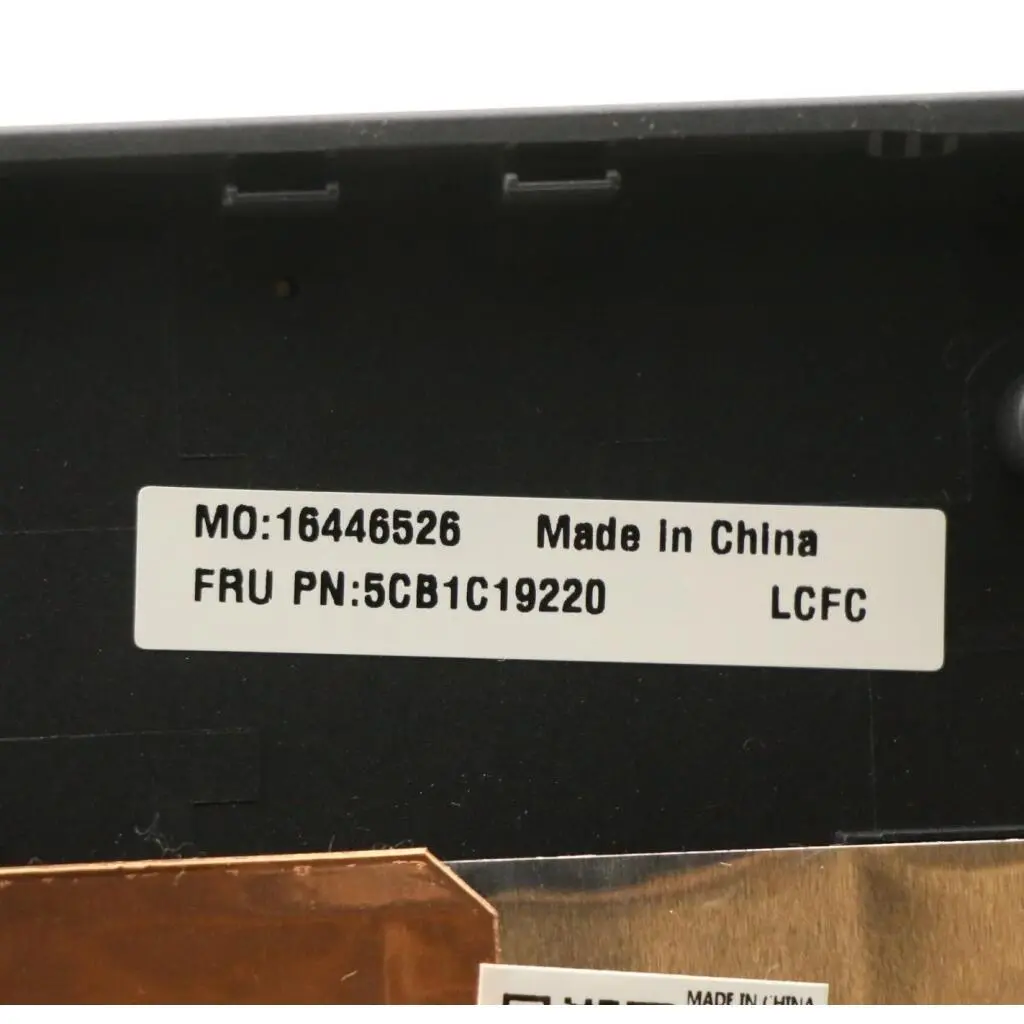 MO:16446526 Made In China
FRU PN:5CB1C19220 LCFC
MADE IN CHINA